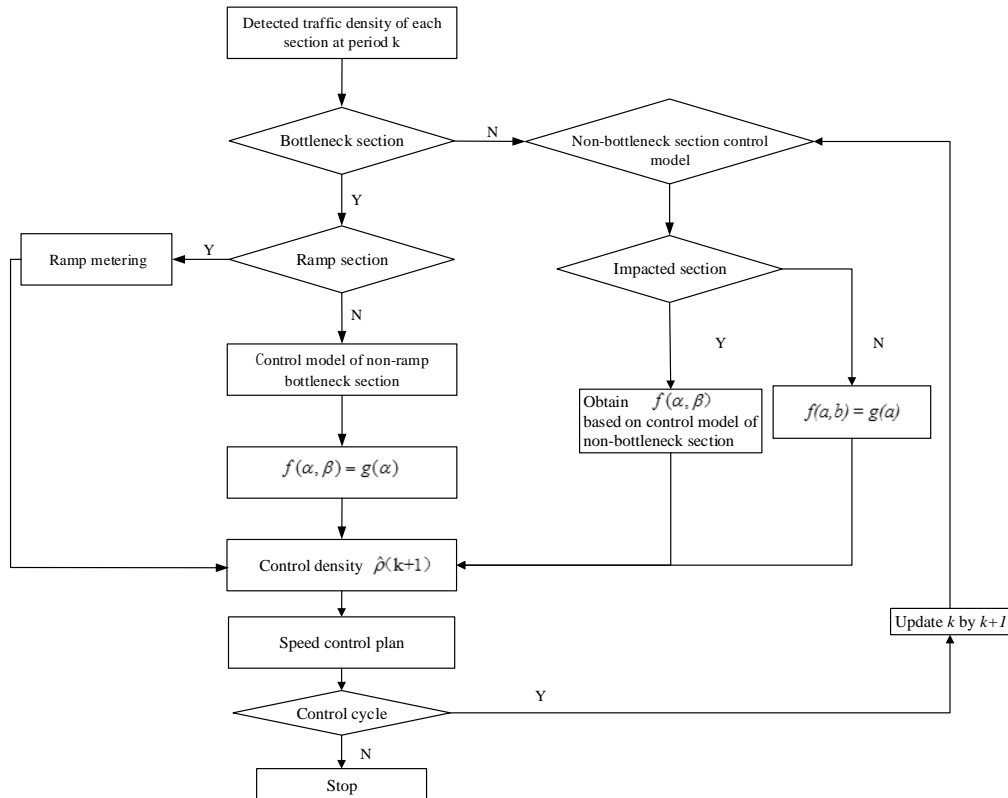 Detected traffic density of each
section at period k
Bottleneck section
N
Non-bottleneck section control
model
Y
Y
Ramp metering
Ramp section
Impacted section
N
Y
N
Control model of non-ramp
bottleneck section
Obtain f(α, β)
based on control model of
non-bottleneck section
f(a,b) = g(a)
f(α, β) = g(α)
Control density ρ̂(k+1)
Update k by k+1
Speed control plan
Y
Control cycle
N
Stop